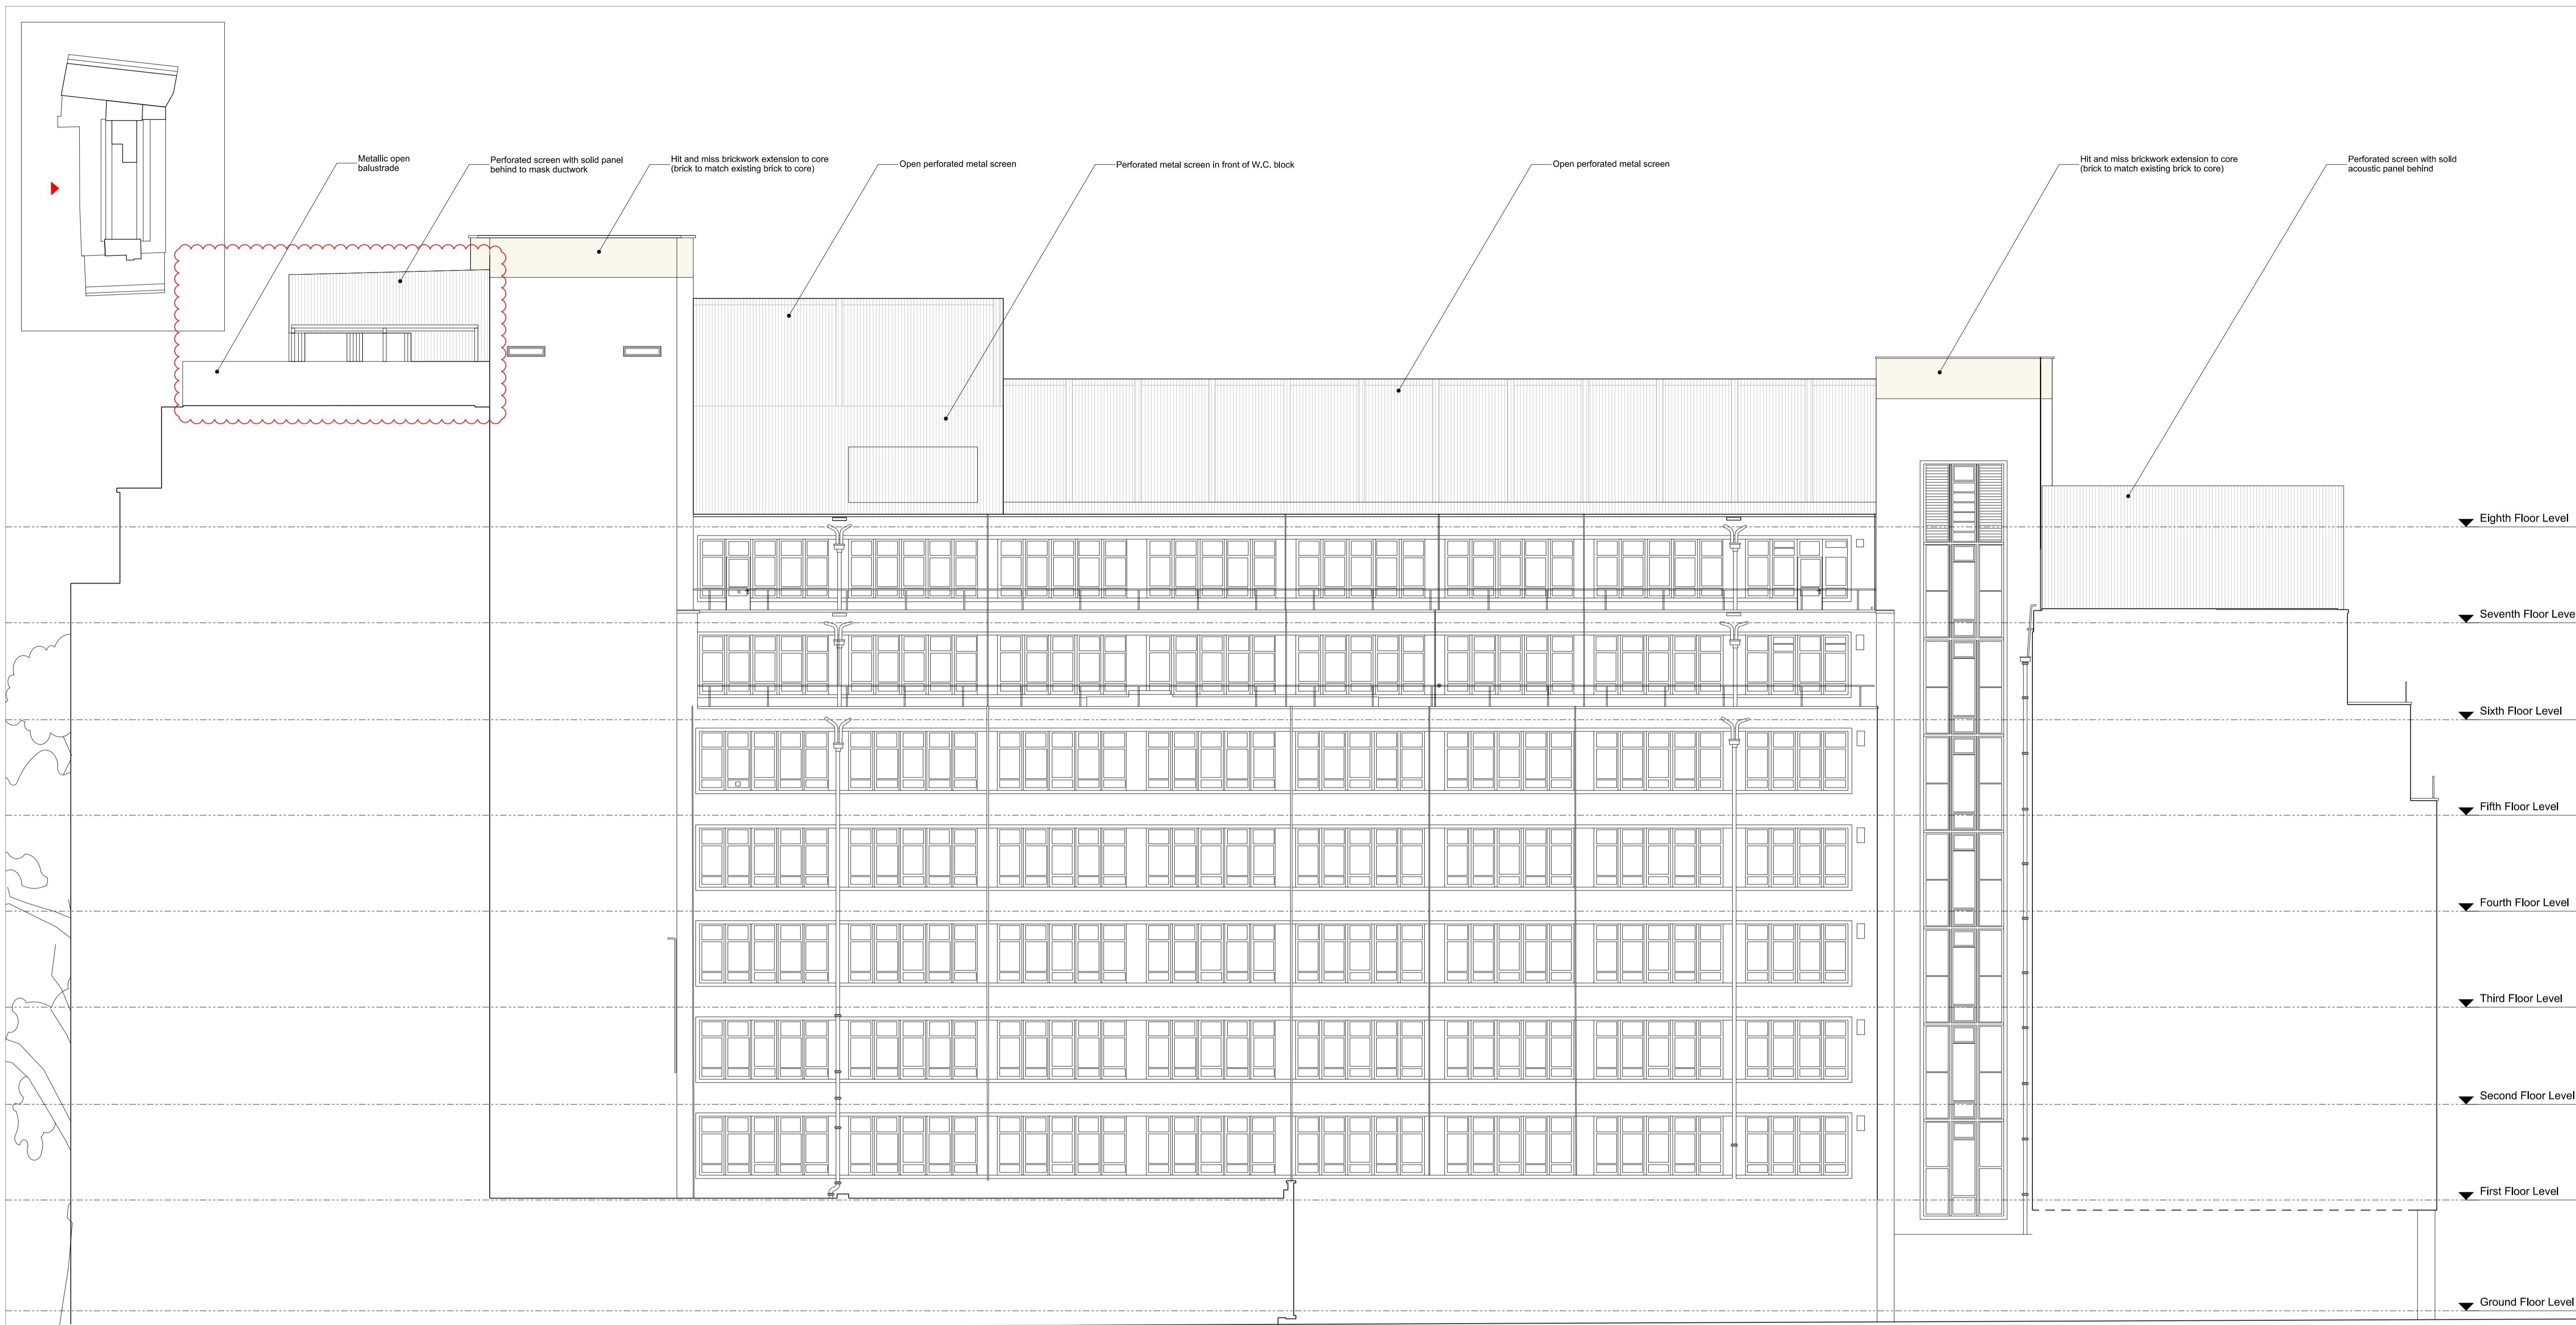 Metallic open
balustrade
Perforated screen with solid panel
behind to mask ductwork
Hit and miss brickwork extension to core
(brick to match existing brick to core)
Open perforated metal screen
Perforated metal screen in front of W.C. block
Open perforated metal screen
Hit and miss brickwork extension to core
(brick to match existing brick to core)
Perforated screen with solid
acoustic panel behind
Eighth Floor Level
Seventh Floor Leve
Sixth Floor Level
Fifth Floor Level
Fourth Floor Level
Third Floor Level
Second Floor Level
First Floor Level
Ground Floor Level